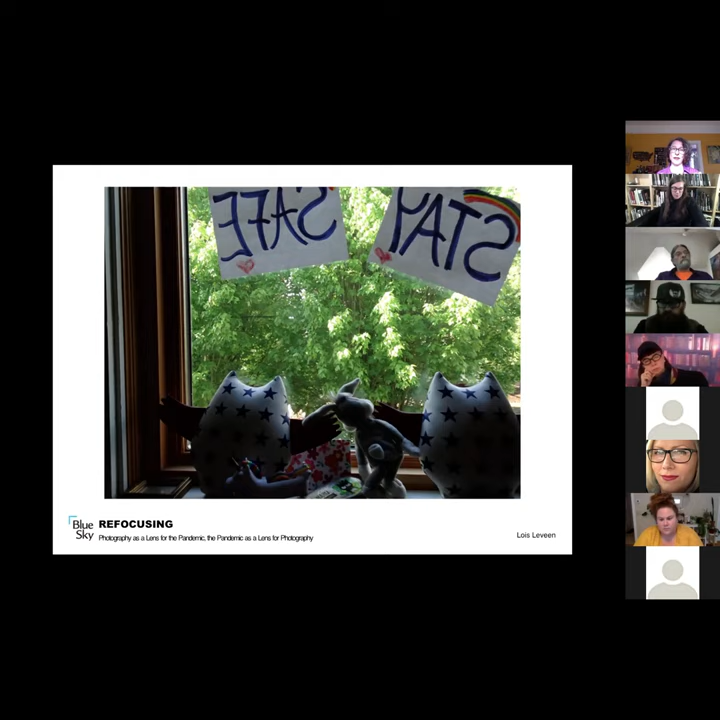 SAFE STAY
Blue
Sky
REFOCUSING
Photography as a Lens for the Pandemic, the Pandemic as a Lens for Photography
Lois Leveen